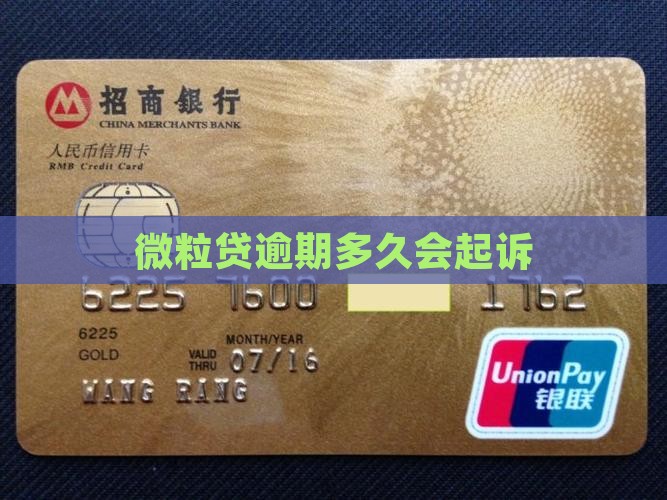 招商银行
CHINA MERCHANTS BANK
人民币信用卡
RMB Credit Card
微粒贷逾期多久会起诉
6225 7600 1762
6225
GOLD
MONTH/YEAR
VALID THRU 07/16
WANG RANG
UnionPay
银联